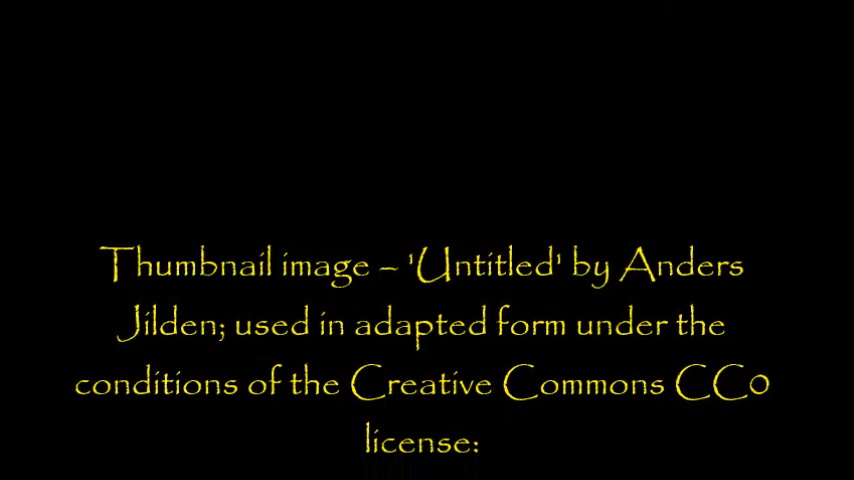 Thumbnail image – 'Untitled' by Anders
Jilden; used in adapted form under the
conditions of the Creative Commons CC0
license: